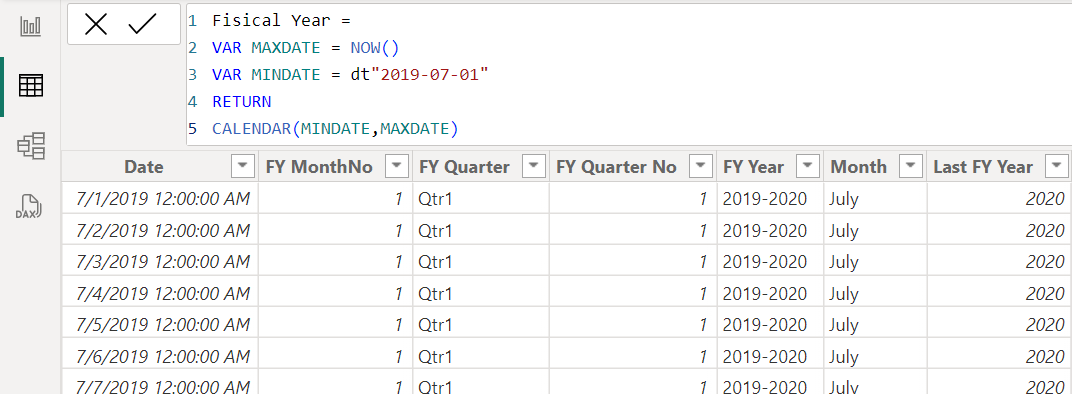 1 Fisical Year =
2 VAR MAXDATE = NOW()
3 VAR MINDATE = dt"2019-07-01"
4 RETURN
5 CALENDAR(MINDATE,MAXDATE)
DAX
Date FY MonthNo FY Quarter FY Quarter No FY Year Month Last FY Year
7/1/2019 12:00:00 AM 1 Qtr1 1 2019-2020 July 2020
7/2/2019 12:00:00 AM 1 Qtr1 1 2019-2020 July 2020
7/3/2019 12:00:00 AM 1 Qtr1 1 2019-2020 July 2020
7/4/2019 12:00:00 AM 1 Qtr1 1 2019-2020 July 2020
7/5/2019 12:00:00 AM 1 Qtr1 1 2019-2020 July 2020
7/6/2019 12:00:00 AM 1 Qtr1 1 2019-2020 July 2020
7/7/2019 12:00:00 AM 1 Qtr1 1 2019-2020 July 2020